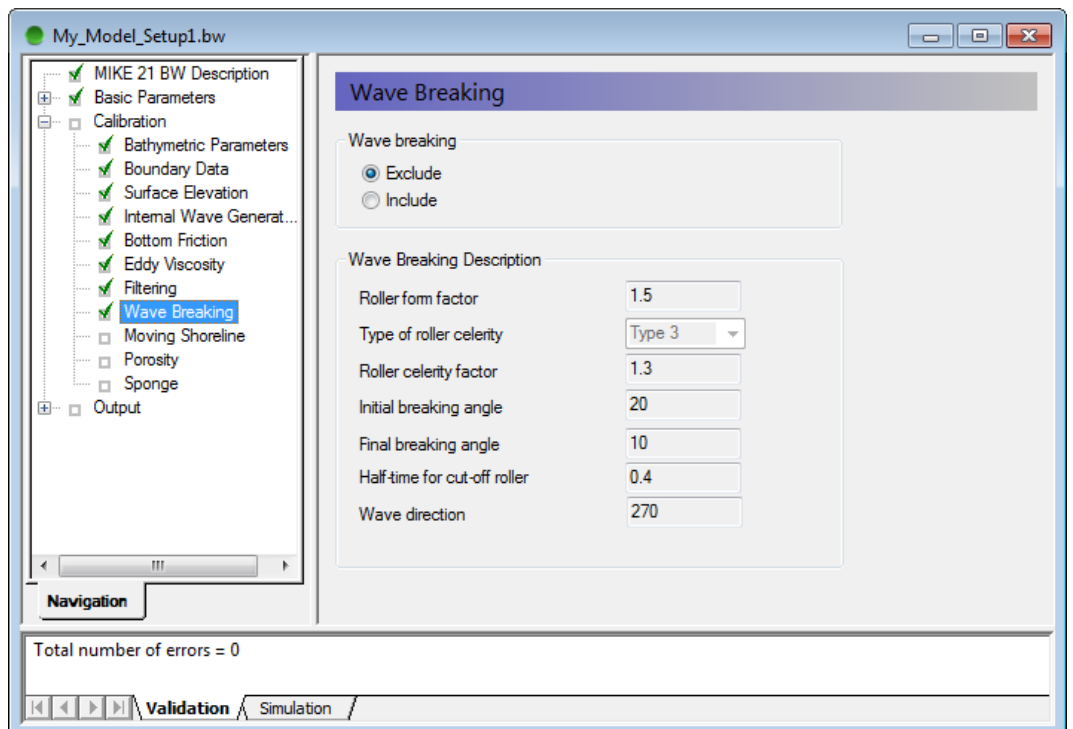 My_Model_Setup1.bw
MIKE 21 BW Description
Basic Parameters
Calibration
Bathymetric Parameters
Boundary Data
Surface Elevation
Internal Wave Generat...
Bottom Friction
Eddy Viscosity
Filtering
Wave Breaking
Moving Shoreline
Porosity
Sponge
Output
Navigation
Wave Breaking
Wave breaking
Exclude
Include
Wave Breaking Description
Roller form factor 1.5
Type of roller celerity Type 3
Roller celerity factor 1.3
Initial breaking angle 20
Final breaking angle 10
Half-time for cut-off roller 0.4
Wave direction 270
Total number of errors = 0
Validation Simulation